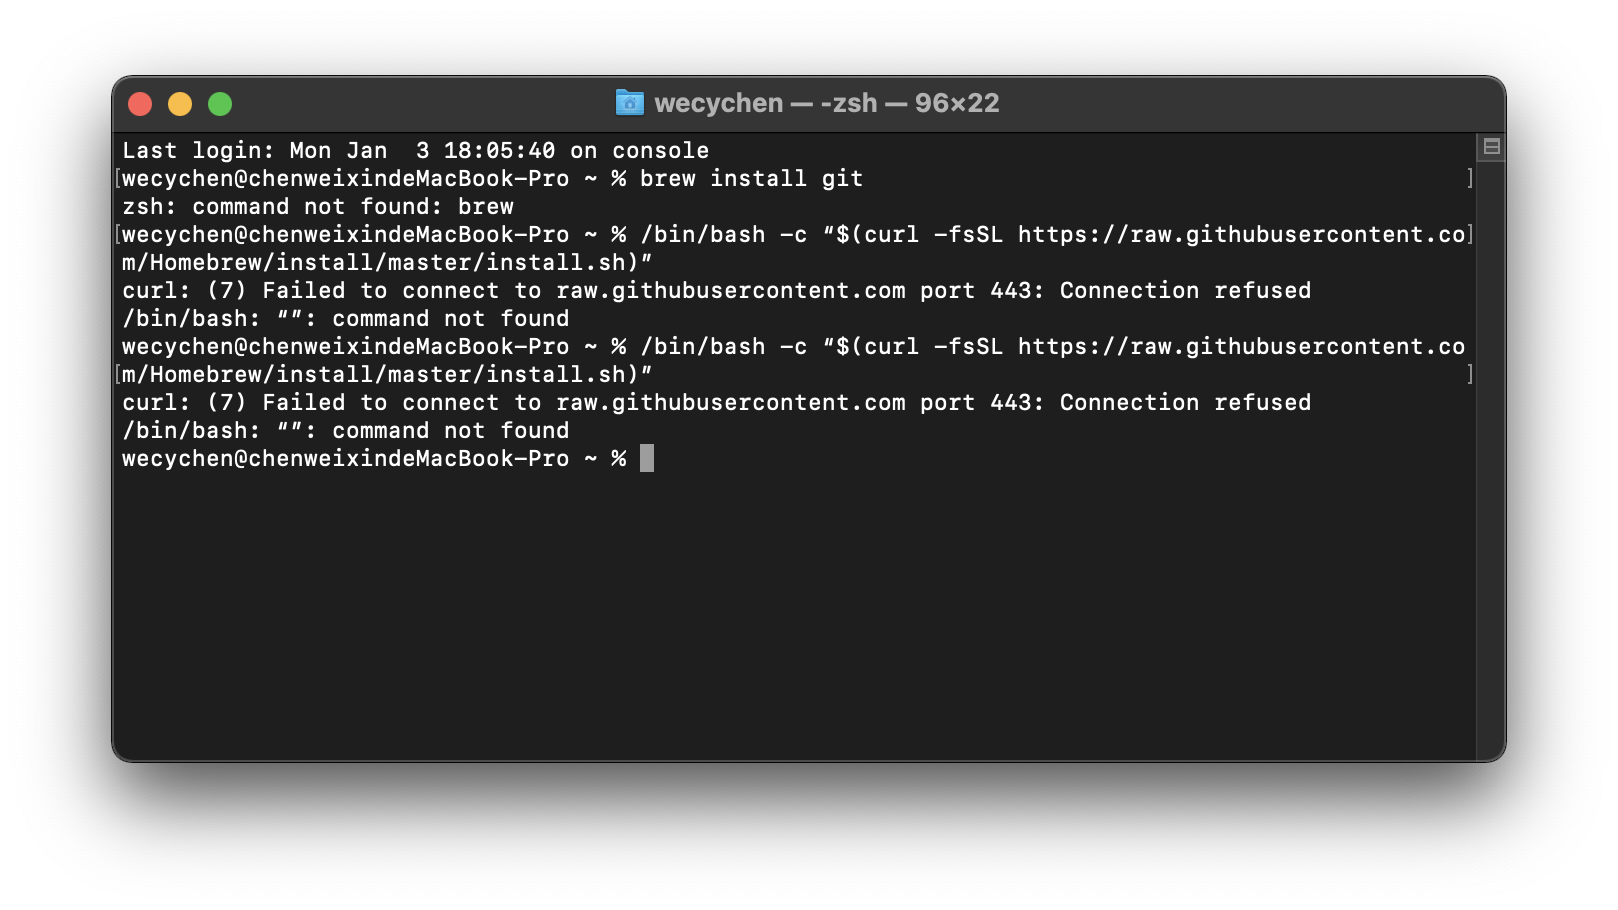 wecychen — -zsh — 96×22
Last login: Mon Jan  3 18:05:40 on console
[wecychen@chenweixindeMacBook-Pro ~ % brew install git ]
zsh: command not found: brew
[wecychen@chenweixindeMacBook-Pro ~ % /bin/bash -c “$(curl -fsSL https://raw.githubusercontent.co]
m/Homebrew/install/master/install.sh)”
curl: (7) Failed to connect to raw.githubusercontent.com port 443: Connection refused
/bin/bash: “”: command not found
wecychen@chenweixindeMacBook-Pro ~ % /bin/bash -c “$(curl -fsSL https://raw.githubusercontent.co
[m/Homebrew/install/master/install.sh)” ]
curl: (7) Failed to connect to raw.githubusercontent.com port 443: Connection refused
/bin/bash: “”: command not found
wecychen@chenweixindeMacBook-Pro ~ %